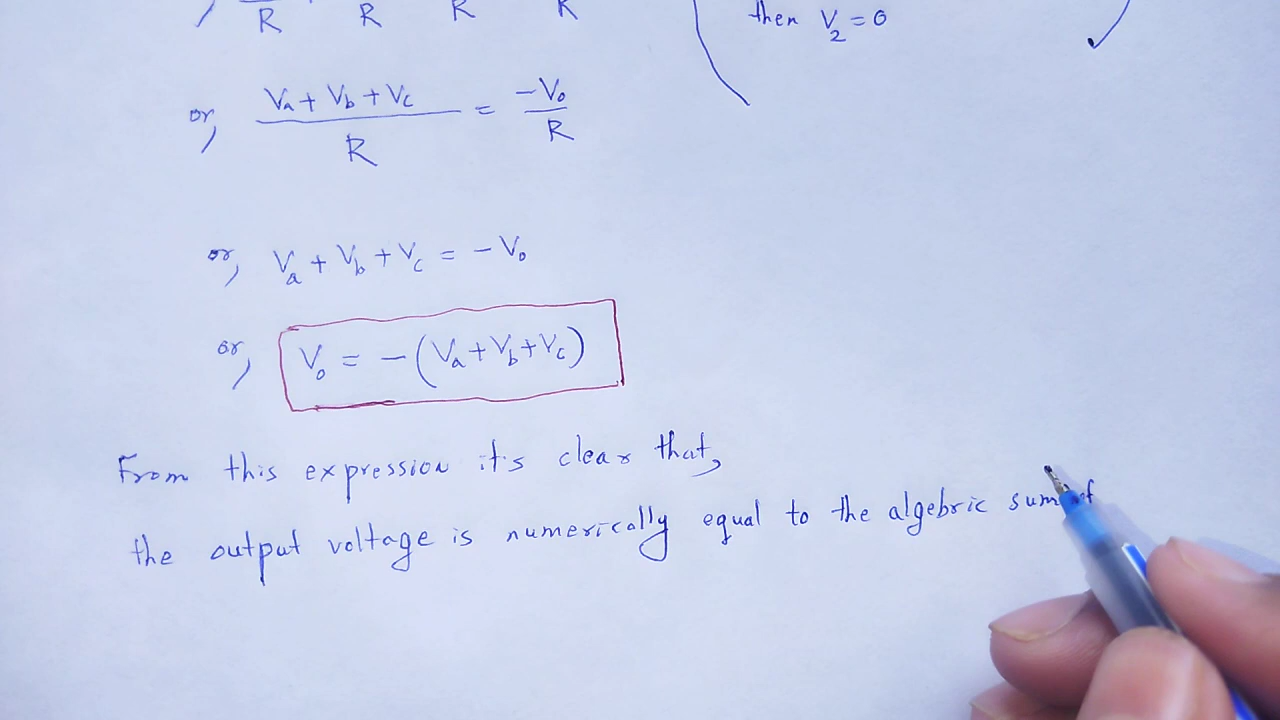 , R R R R
then V₂ = 0
or, Va + Vb + Vc / R = -Vo / R
or, Va + Vb + Vc = - Vo
or, Vo = - (Va + Vb + Vc)
From this expression it's clear that,
the output voltage is numerically equal to the algebric sum of